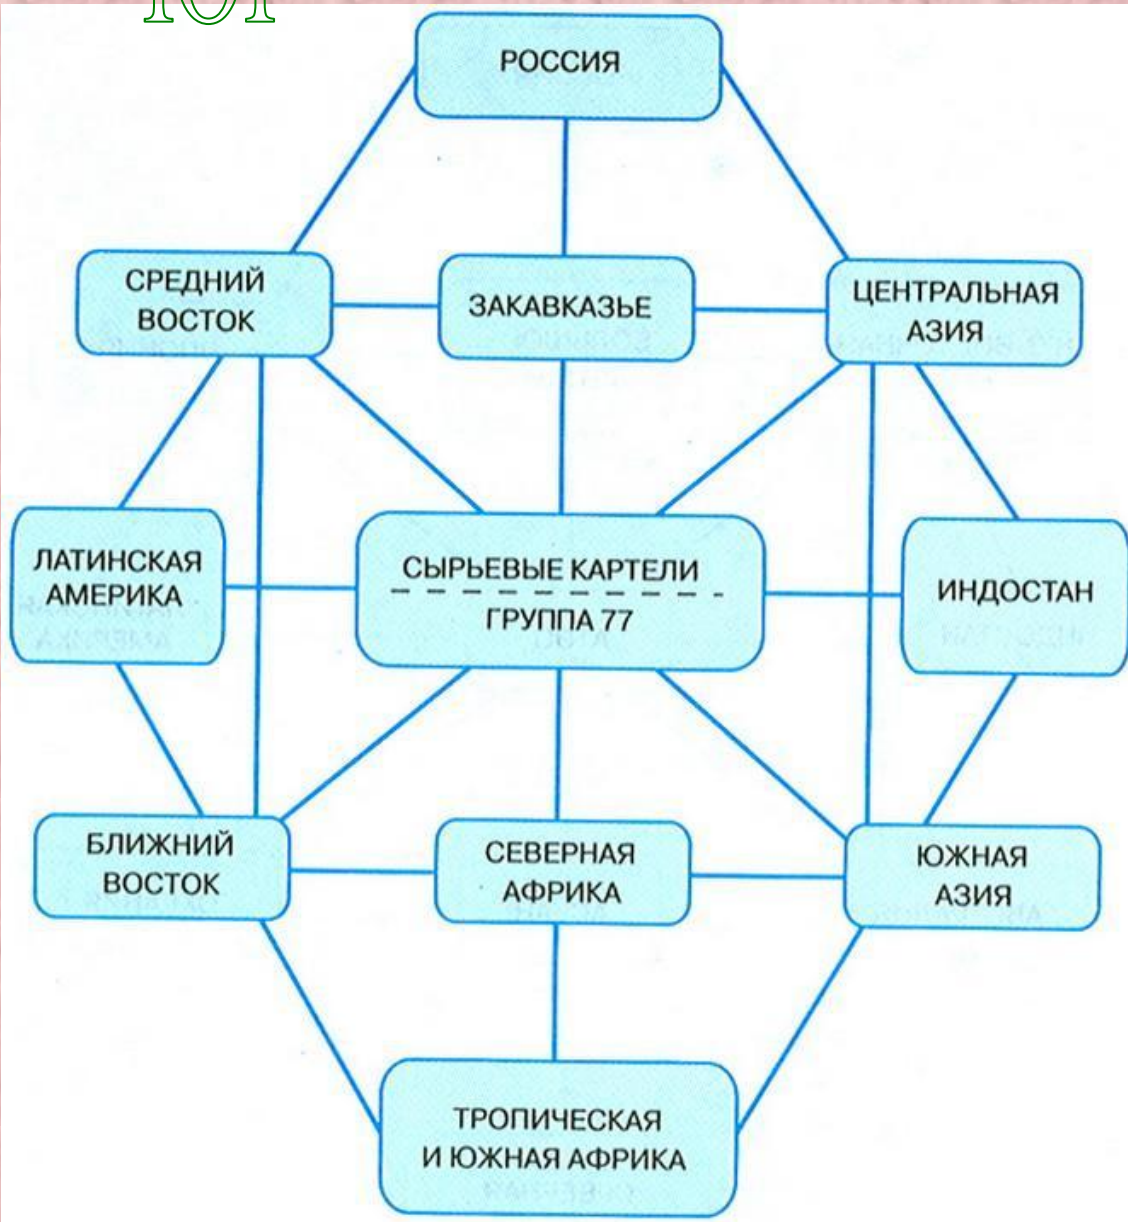 ЮГ
РОССИЯ
СРЕДНИЙ
ВОСТОК
ЗАКАВКАЗЬЕ
ЦЕНТРАЛЬНАЯ
АЗИЯ
ЛАТИНСКАЯ
АМЕРИКА
СЫРЬЕВЫЕ КАРТЕЛИ
ГРУППА 77
ИНДОСТАН
БЛИЖНИЙ
ВОСТОК
СЕВЕРНАЯ
АФРИКА
ЮЖНАЯ
АЗИЯ
ТРОПИЧЕСКАЯ
И ЮЖНАЯ АФРИКА